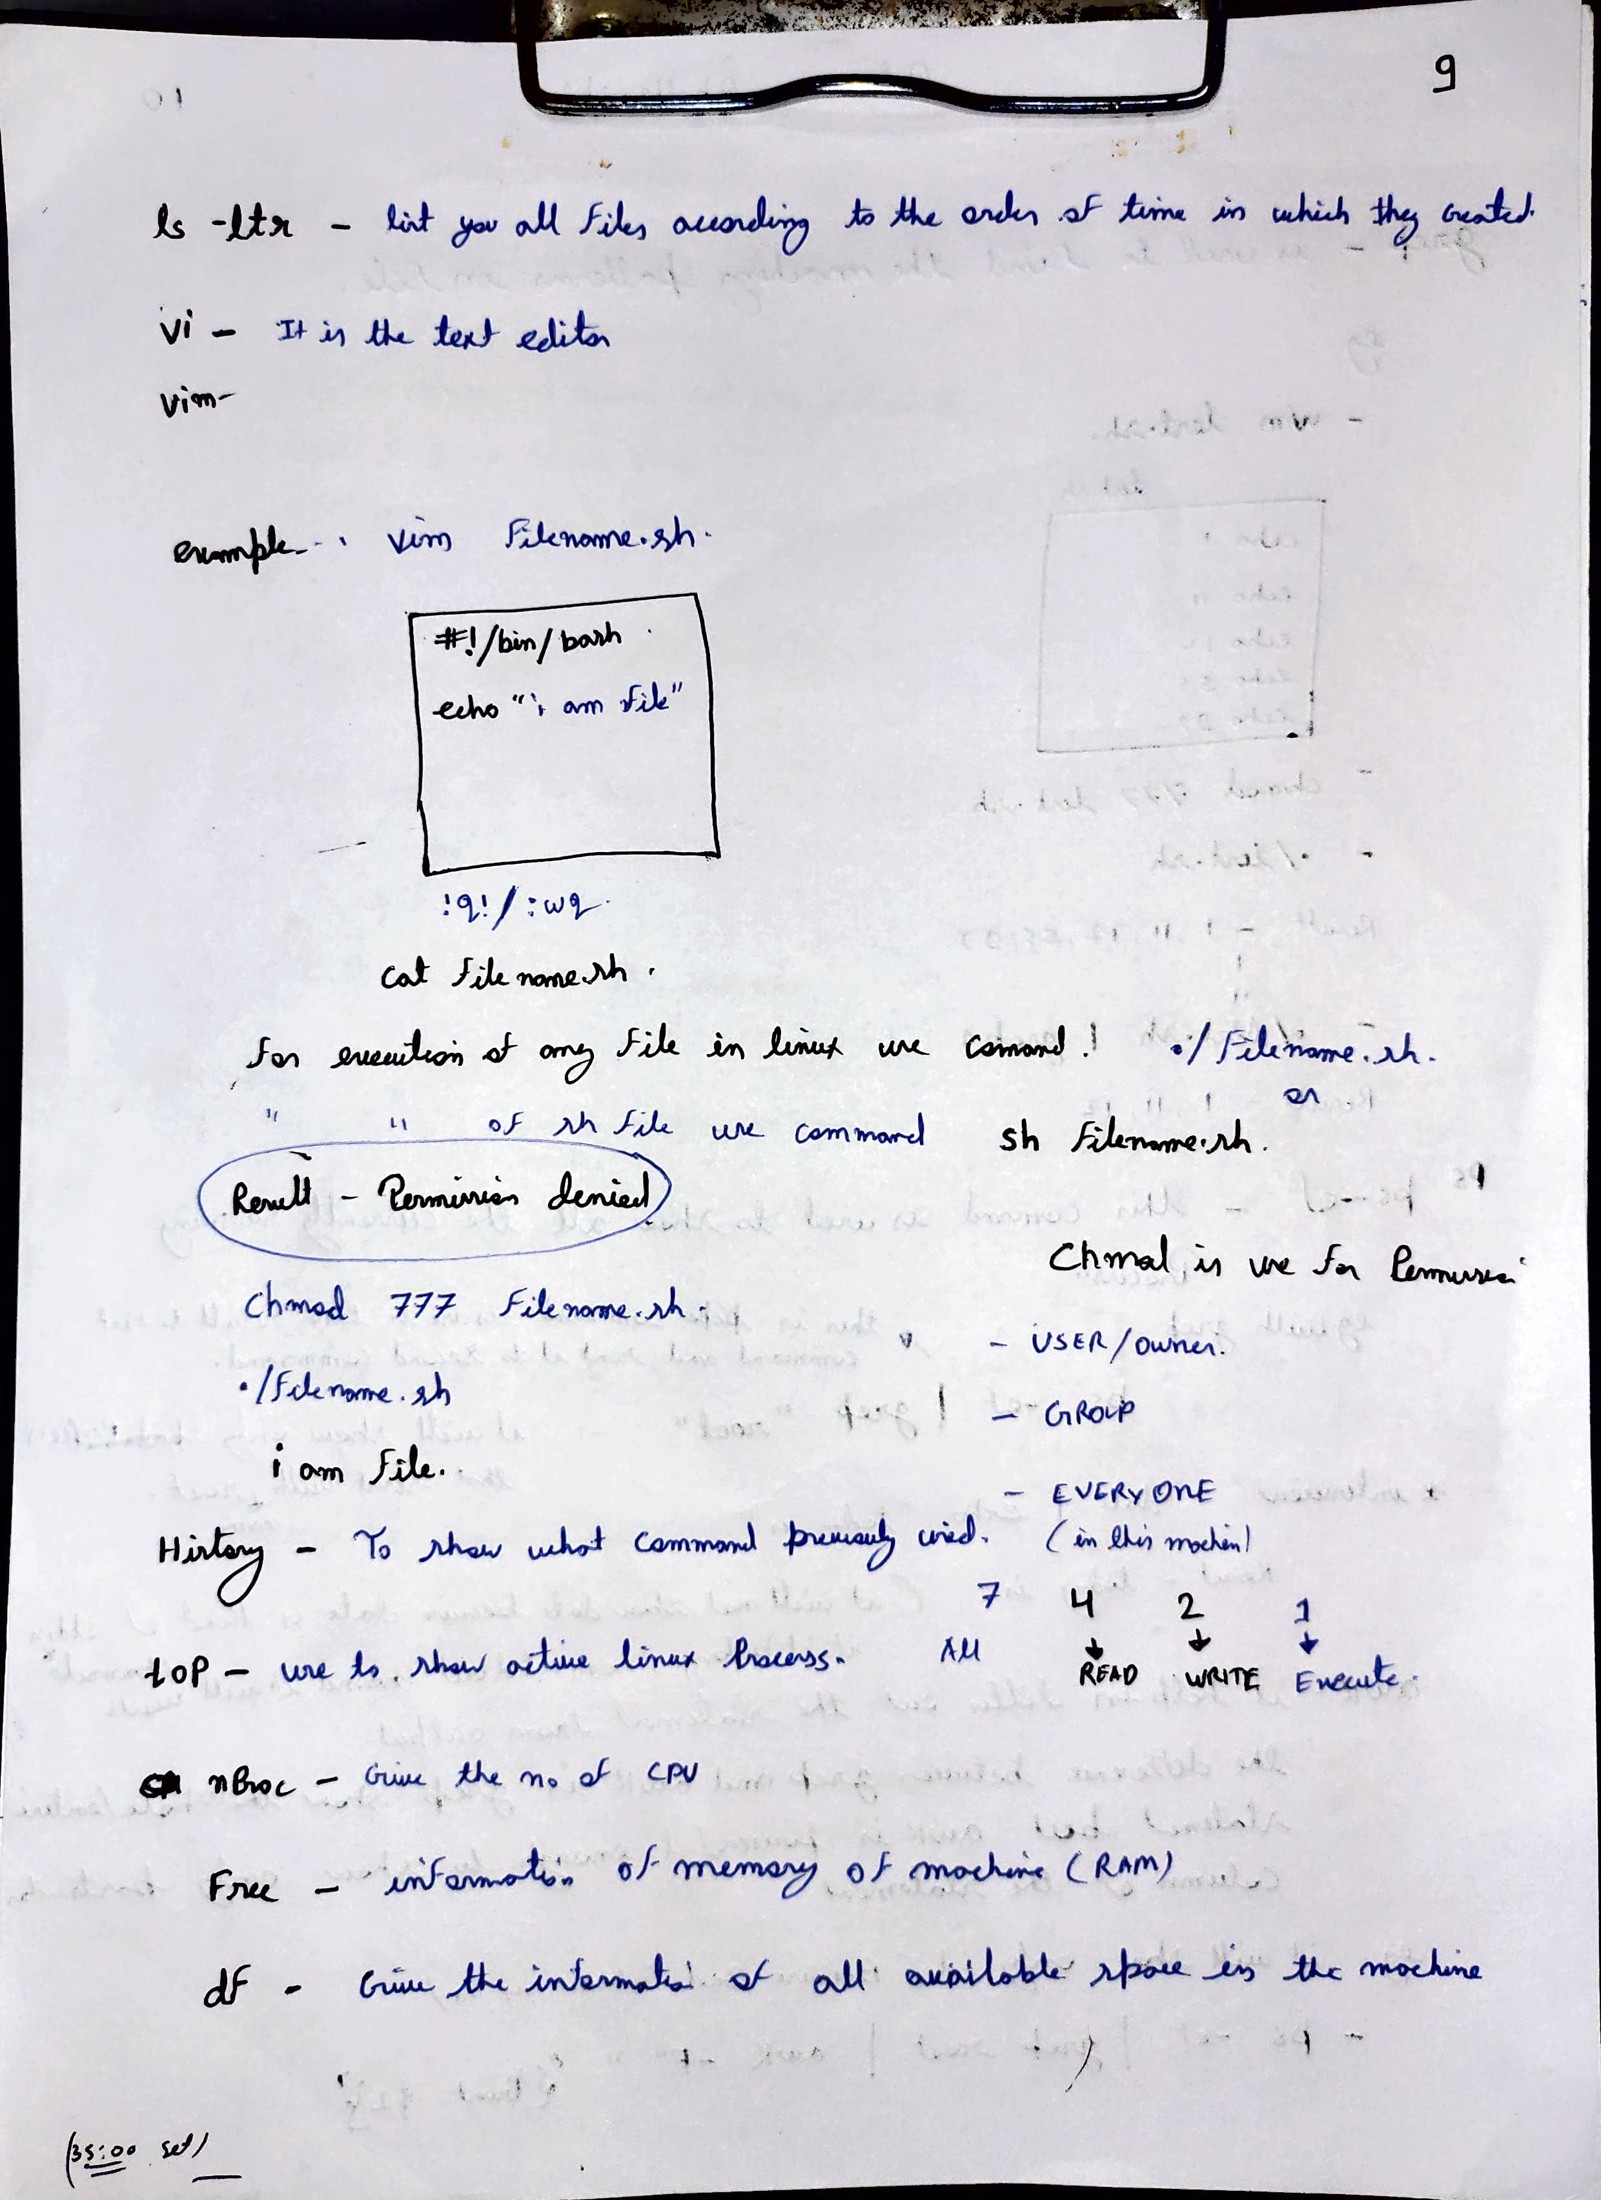 9
ls -ltr - list you all files according to the order of time in which they created.
vi - It is the text editor
vim-
example - : vim Filename.sh.
#!/bin/bash
echo "i am file"
:q! / :wq.
cat filename.sh.
for execution of any file in linux use comand ! ./Filename.sh.
or
" " of sh file use command sh Filename.sh.
Result - Permission denied
Chmod is use for Permission
Chmod 777 Filename.sh.
- USER/owner.
./Filename.sh
- GROUP
i am File.
- EVERYONE
History - To show what command previously used. (in this machine)
7 4 2 1
top - use to show active linux Process. All READ WRITE Execute.
nproc - Give the no of CPU
Free - information of memory of machine (RAM)
df - Give the information of all available space in the machine
(35:00 set)